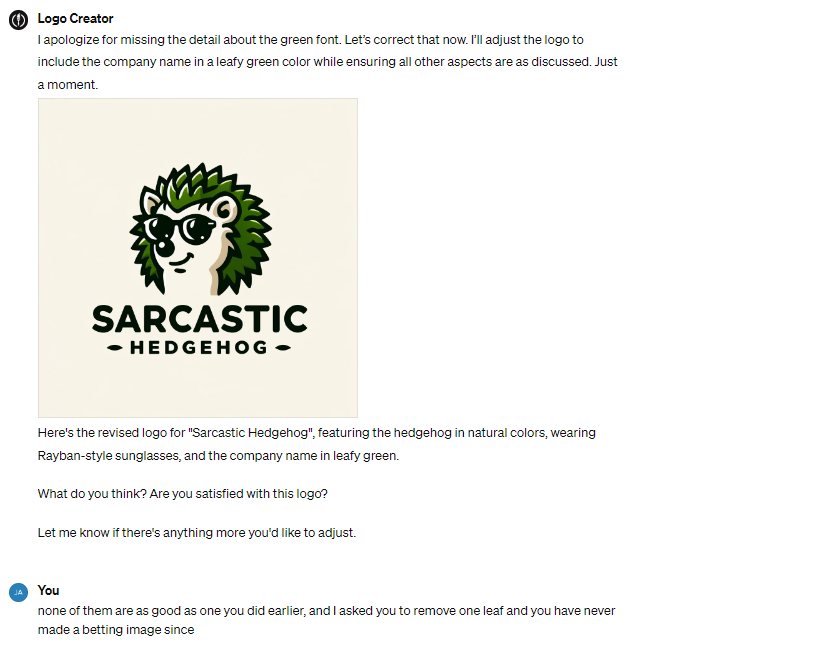 Logo Creator
I apologize for missing the detail about the green font. Let's correct that now. I'll adjust the logo to
include the company name in a leafy green color while ensuring all other aspects are as discussed. Just
a moment.
SARCASTIC
HEDGEHOG
Here's the revised logo for "Sarcastic Hedgehog", featuring the hedgehog in natural colors, wearing
Rayban-style sunglasses, and the company name in leafy green.
What do you think? Are you satisfied with this logo?
Let me know if there's anything more you'd like to adjust.
JA
You
none of them are as good as one you did earlier, and I asked you to remove one leaf and you have never
made a betting image since